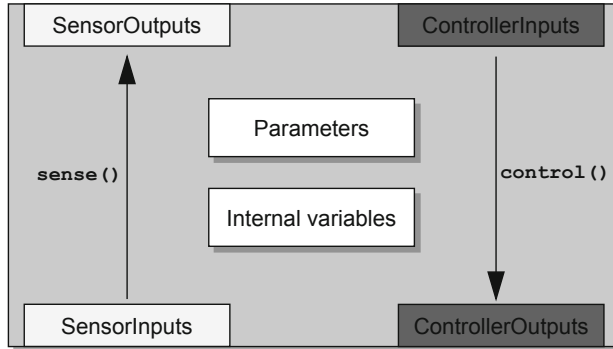 SensorOutputs
ControllerInputs
Parameters
sense()
control()
Internal variables
SensorInputs
ControllerOutputs